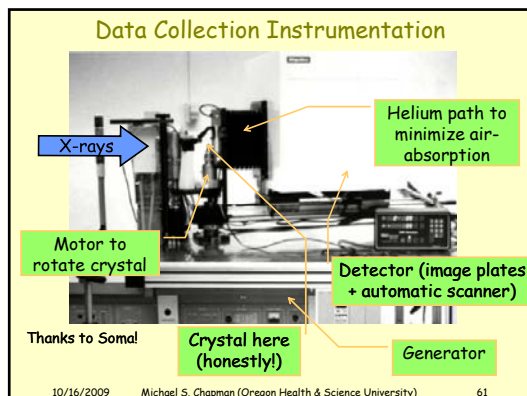 Data Collection Instrumentation
X-rays
Helium path to
minimize air-
absorption
Motor to
rotate crystal
Detector (image plates
+ automatic scanner)
Thanks to Soma!
Crystal here
(honestly!)
Generator
10/16/2009 Michael S. Chapman (Oregon Health & Science University) 61